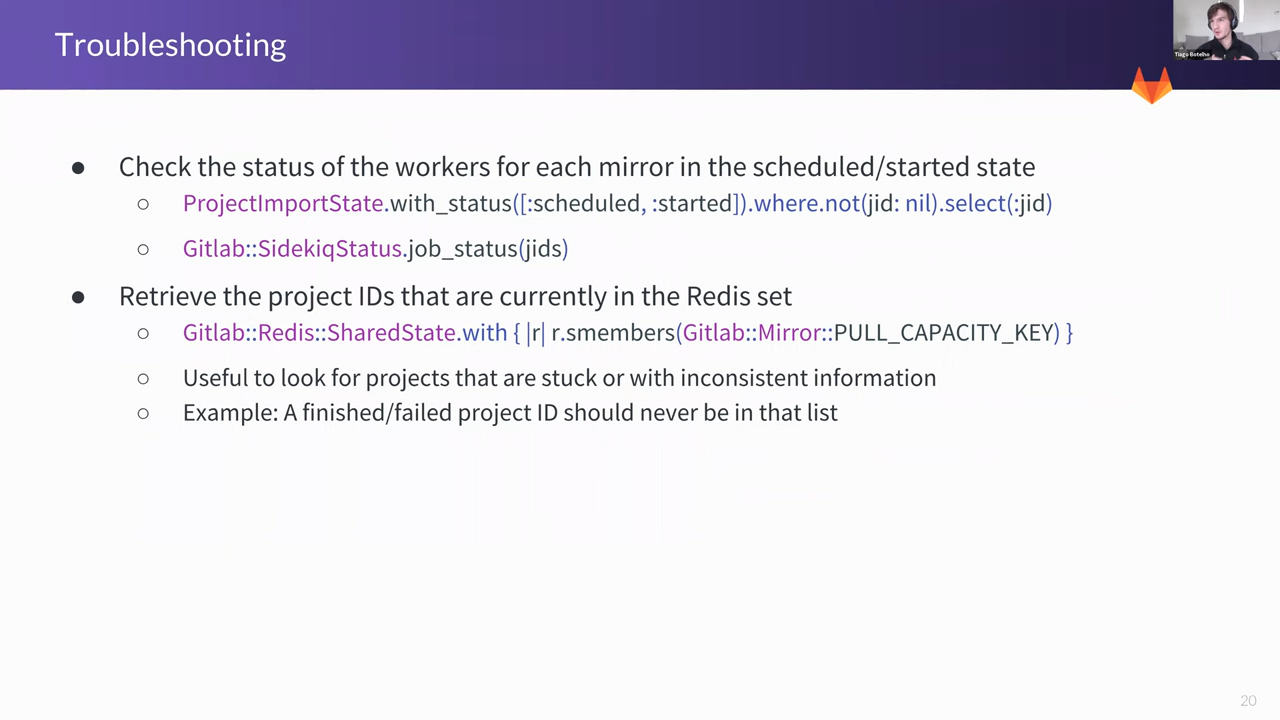 Troubleshooting
Tiago Botelho
● Check the status of the workers for each mirror in the scheduled/started state
○ ProjectImportState.with_status([:scheduled, :started]).where.not(jid: nil).select(:jid)
○ Gitlab::SidekiqStatus.job_status(jids)
● Retrieve the project IDs that are currently in the Redis set
○ Gitlab::Redis::SharedState.with { |r| r.smembers(Gitlab::Mirror::PULL_CAPACITY_KEY) }
○ Useful to look for projects that are stuck or with inconsistent information
○ Example: A finished/failed project ID should never be in that list
20